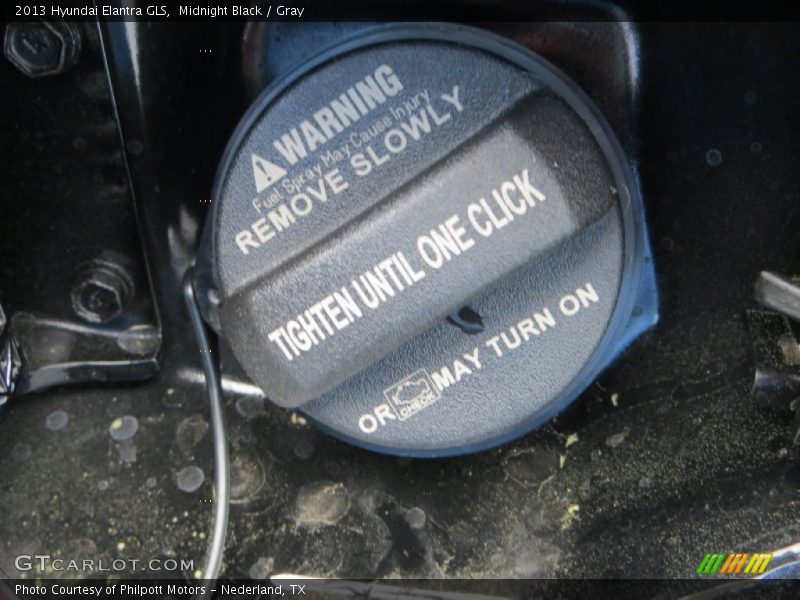 2013 Hyundai Elantra GLS,  Midnight Black / Gray
WARNING
Fuel Spray May Cause Injury
REMOVE SLOWLY
TIGHTEN UNTIL ONE CLICK
OR CHECK MAY TURN ON
GTCARLOT.COM
Photo Courtesy of Philpott Motors - Nederland, TX